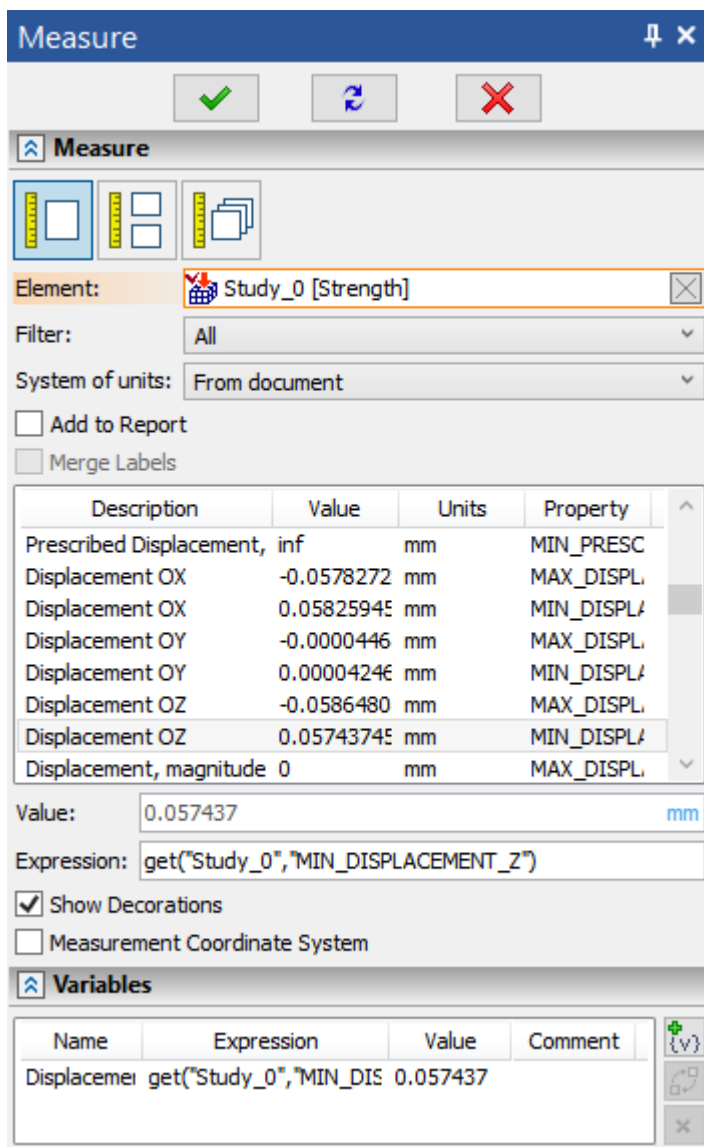 Measure
Measure
Element: Study_0 [Strength]
Filter: All
System of units: From document
Add to Report
Merge Labels
Description Value Units Property
Prescribed Displacement, inf mm MIN_PRESC
Displacement OX -0.0578272 mm MAX_DISPL
Displacement OX 0.05825945 mm MIN_DISPLA
Displacement OY -0.0000446 mm MAX_DISPL
Displacement OY 0.00004246 mm MIN_DISPLA
Displacement OZ -0.0586480 mm MAX_DISPL
Displacement OZ 0.05743745 mm MIN_DISPLA
Displacement, magnitude 0 mm MAX_DISPL
Value: 0.057437 mm
Expression: get("Study_0","MIN_DISPLACEMENT_Z")
Show Decorations
Measurement Coordinate System
Variables
Name Expression Value Comment
{v}
Displacemei get("Study_0","MIN_DIS 0.057437